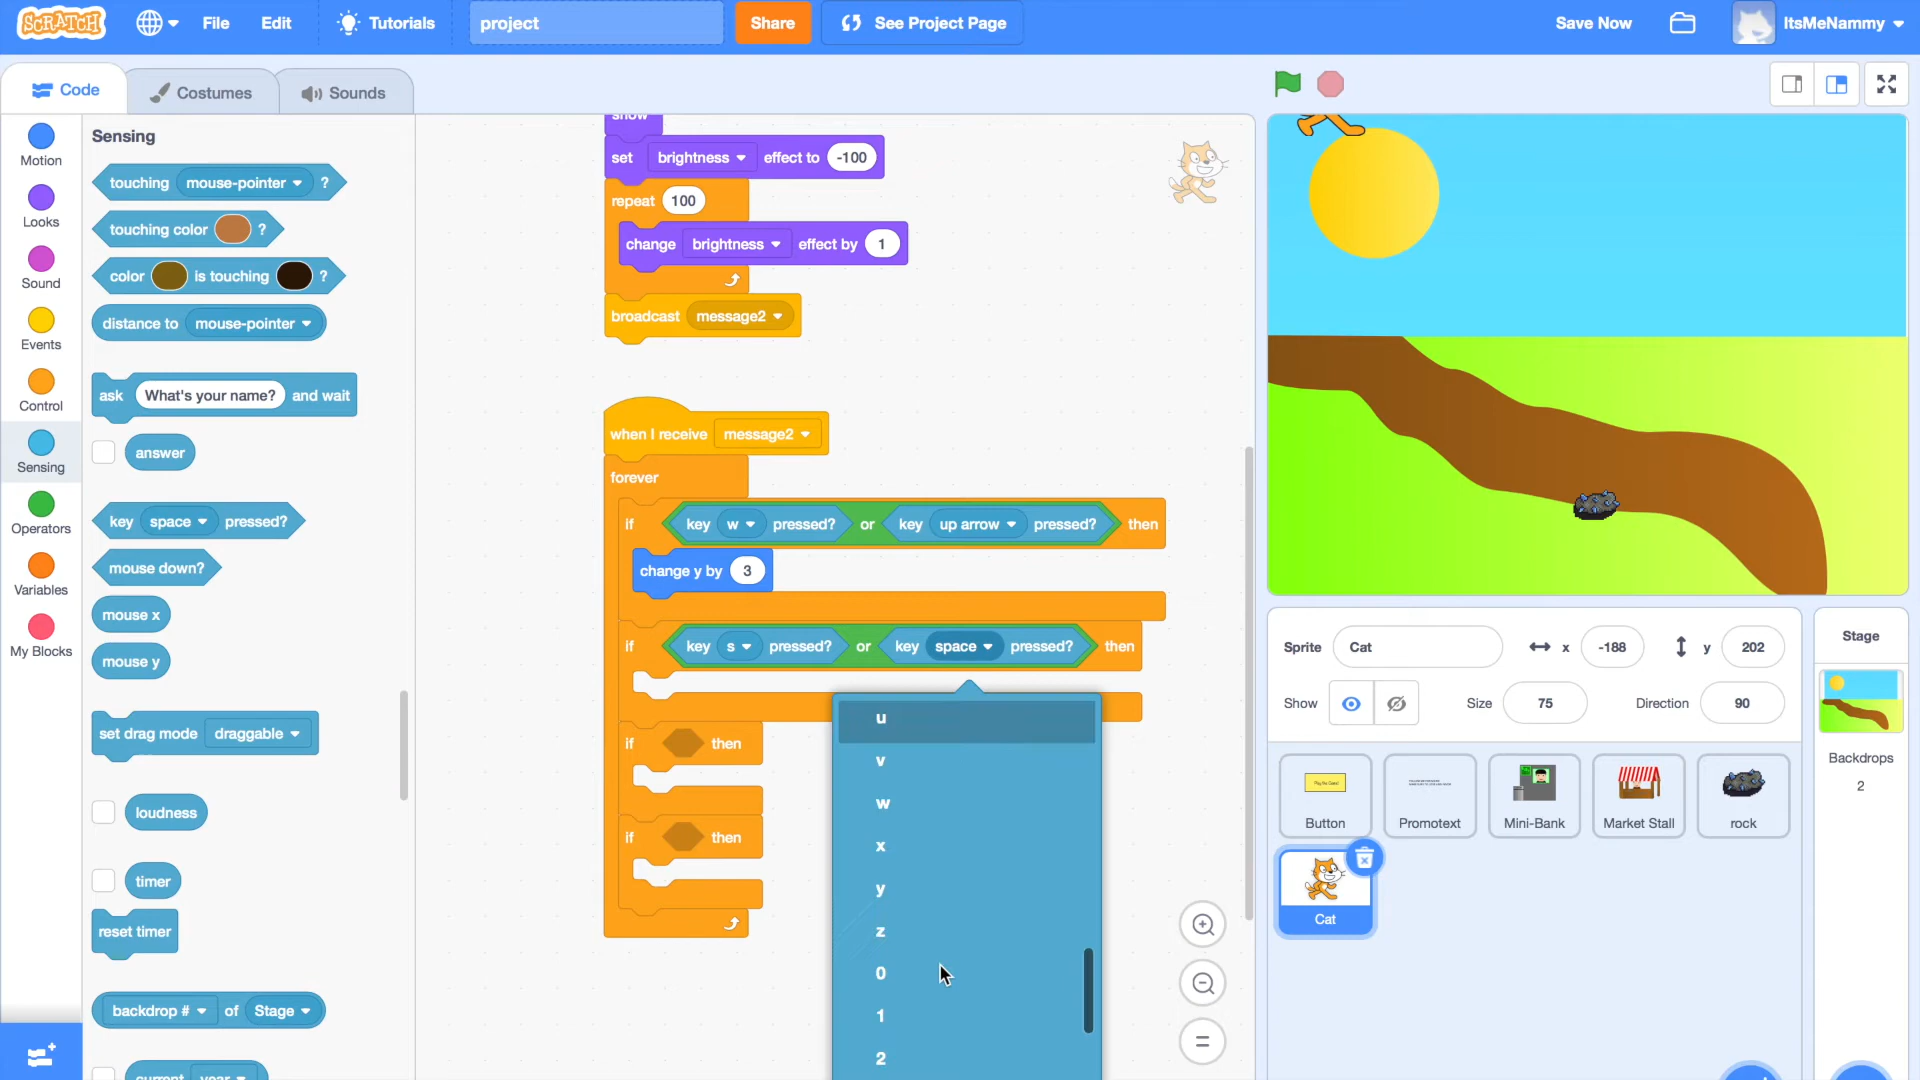 SCRATCH File Edit Tutorials project Share See Project Page Save Now ItsMeNammy
Code Costumes Sounds
Motion
Looks
Sound
Events
Control
Sensing
Operators
Variables
My Blocks
Sensing
touching mouse-pointer ?
touching color ?
color is touching ?
distance to mouse-pointer
ask What's your name? and wait
answer
key space pressed?
mouse down?
mouse x
mouse y
set drag mode draggable
loudness
timer
reset timer
backdrop # of Stage
current year
show
set brightness effect to -100
repeat 100
change brightness effect by 1
broadcast message2
when I receive message2
forever
if key w pressed? or key up arrow pressed? then
change y by 3
if key s pressed? or key space pressed? then
if then
if then
u
v
w
x
y
z
0
1
2
Sprite Cat x -188 y 202
Show Size 75 Direction 90
Button
Promotext
Mini-Bank
Market Stall
rock
Cat
Stage
Backdrops
2